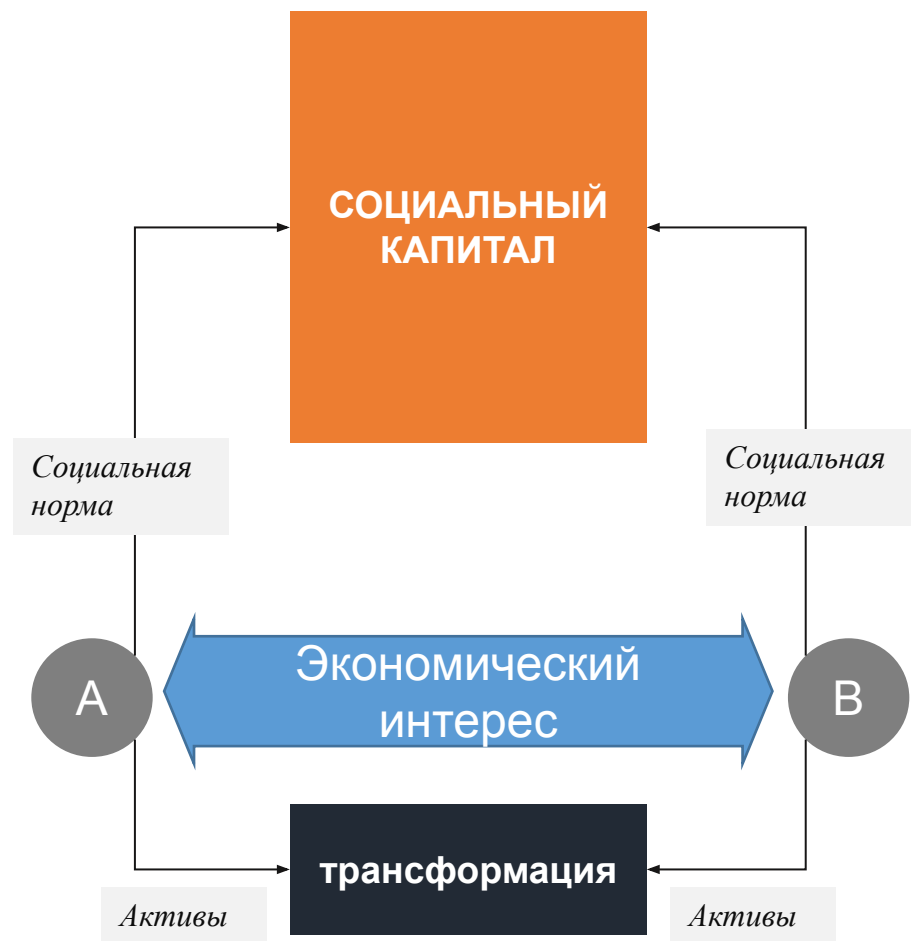 СОЦИАЛЬНЫЙ
КАПИТАЛ
Социальная
норма
Социальная
норма
A
Экономический
интерес
B
трансформация
Активы
Активы